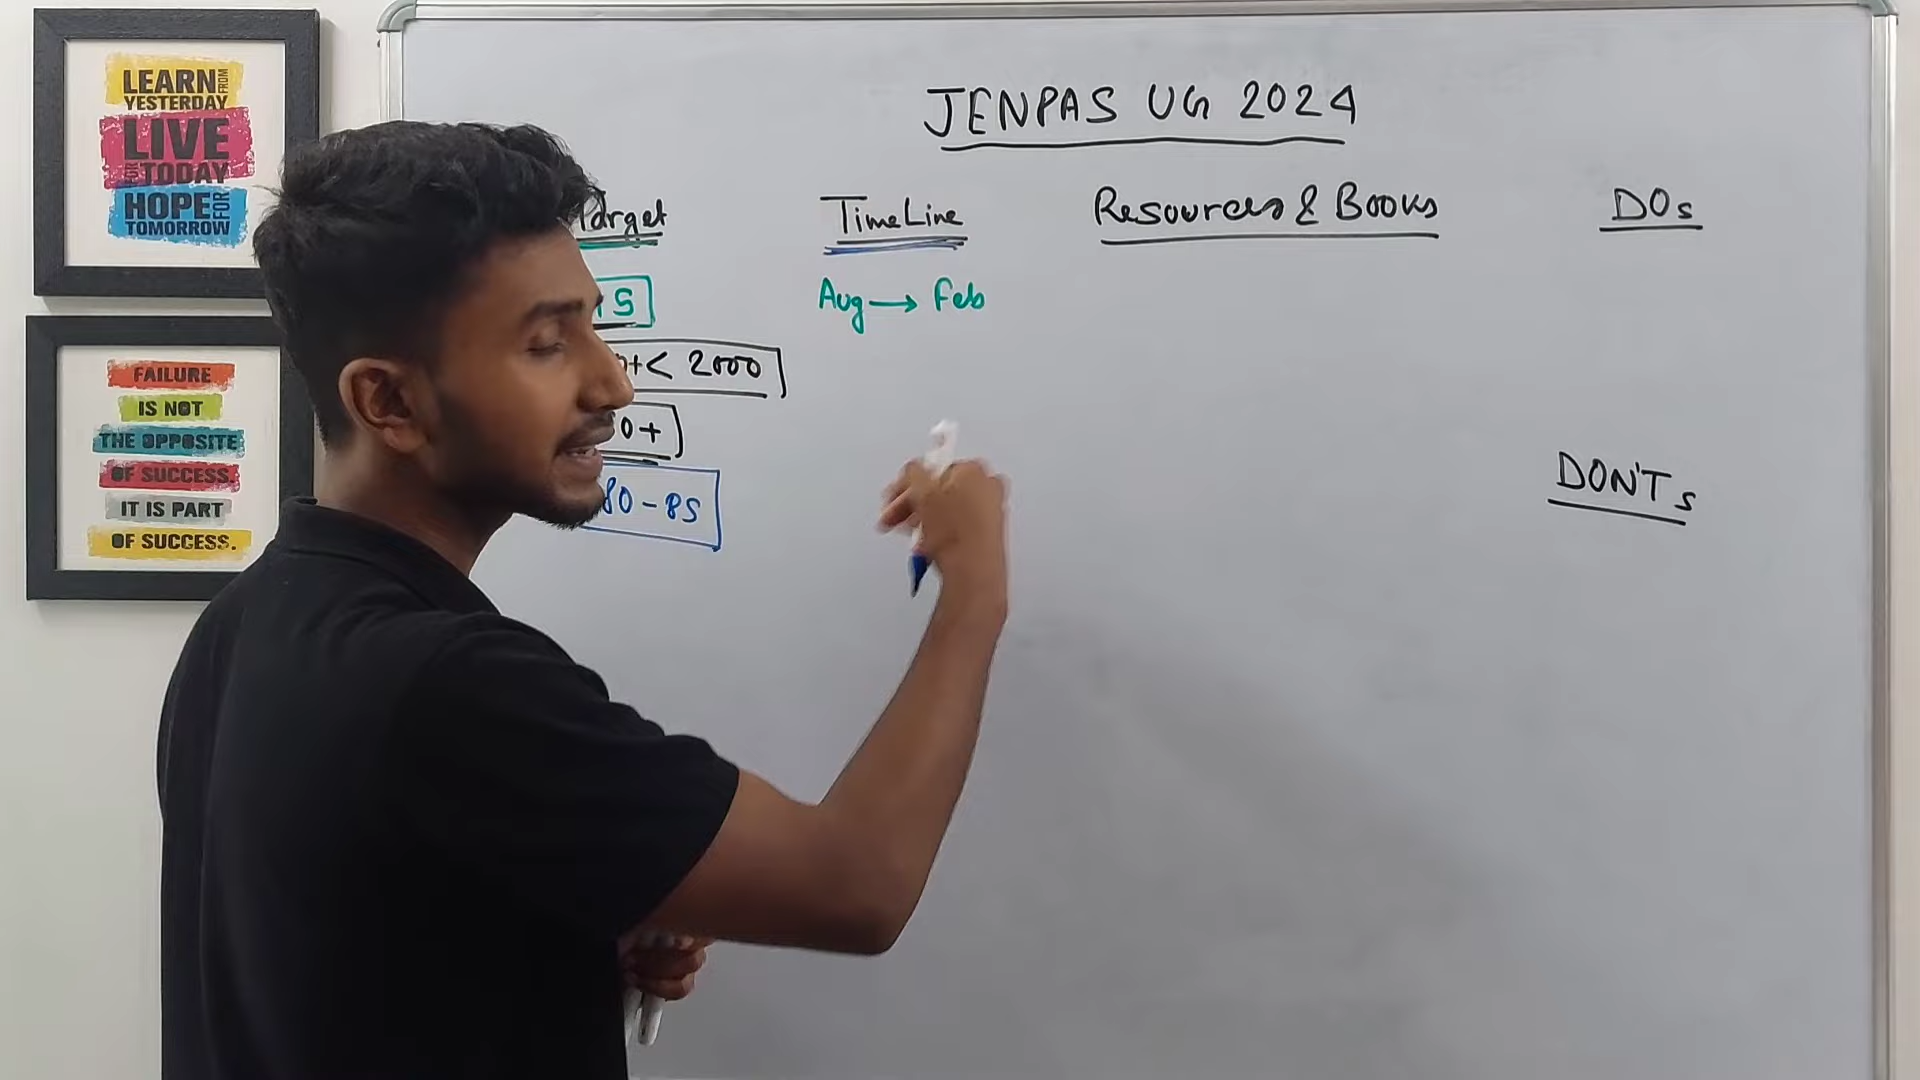 LEARN FROM
YESTERDAY
LIVE
FOR TODAY
HOPE FOR
TOMORROW
FAILURE
IS NOT
THE OPPOSITE
OF SUCCESS.
IT IS PART
OF SUCCESS.
JENPAS UG 2024
Target
TimeLine
Resources & Books
DOs
Aug → Feb
+< 2000
0+
80-85
DON'Ts